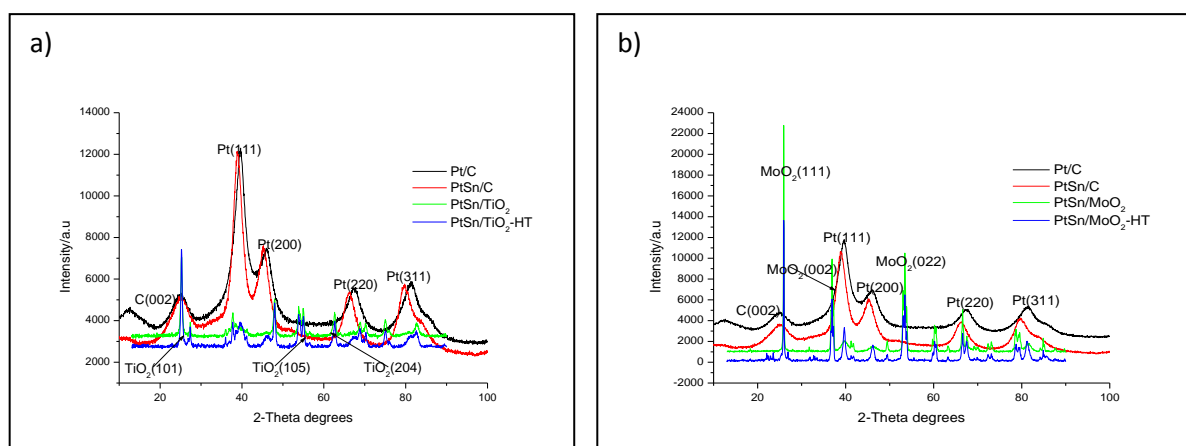 a)
14000
12000
10000
8000
6000
4000
2000
Intensity/a.u
20
40
60
80
100
2-Theta degrees
Pt(111)
Pt(200)
Pt(220)
Pt(311)
C(002)
TiO2(101)
TiO2(105)
TiO2(204)
Pt/C
PtSn/C
PtSn/TiO2
PtSn/TiO2-HT
b)
24000
22000
20000
18000
16000
14000
12000
10000
8000
6000
4000
2000
0
-2000
Intensity/a.u
20
40
60
80
100
2-Theta degrees
MoO2(111)
Pt(111)
MoO2(002)
MoO2(022)
Pt(200)
C(002)
Pt(220)
Pt(311)
Pt/C
PtSn/C
PtSn/MoO2
PtSn/MoO2-HT